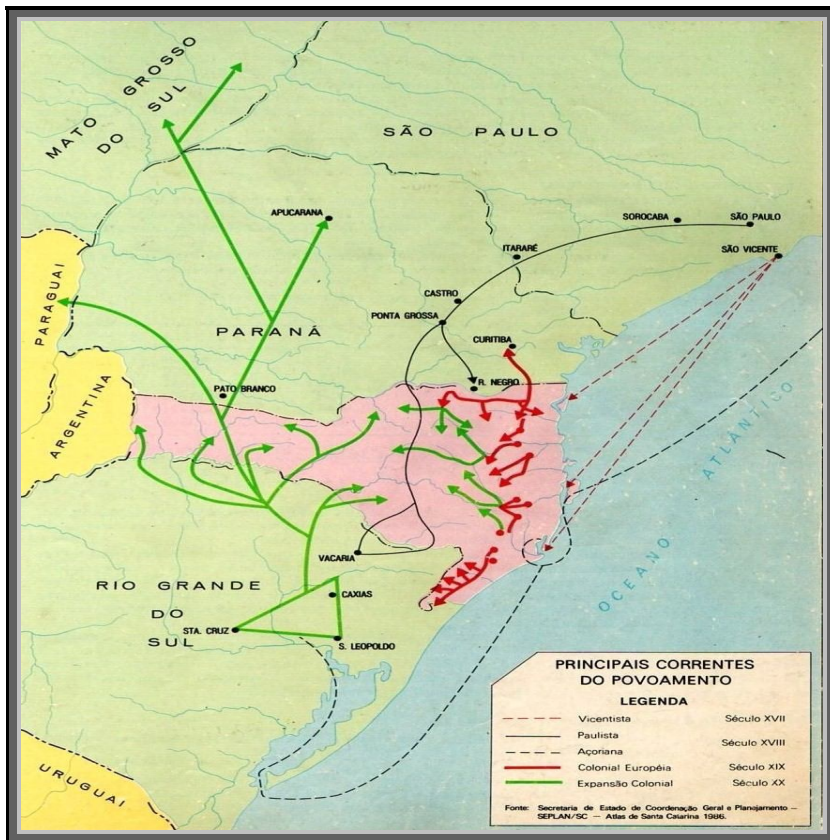 MATO GROSSO
DO SUL
SÃO PAULO
APUCARANA
SOROCABA
SÃO PAULO
ITARARÉ
SÃO VICENTE
PARAGUAI
CASTRO
PONTA GROSSA
PARANÁ
CURITIBA
R. NEGRO
PATO BRANCO
ARGENTINA
OCEANO ATLÂNTICO
VACARIA
RIO GRANDE
DO
SUL
CAXIAS
STA. CRUZ
S. LEOPOLDO
URUGUAI
PRINCIPAIS CORRENTES
DO POVOAMENTO
LEGENDA
Vicentista Século XVII
Paulista
Século XVIII
Açoriana
Colonial Européia Século XIX
Expansão Colonial Século XX
Fonte: Secretaria de Estado de Coordenação Geral e Planejamento –
SEPLAN/SC – Atlas de Santa Catarina 1986.